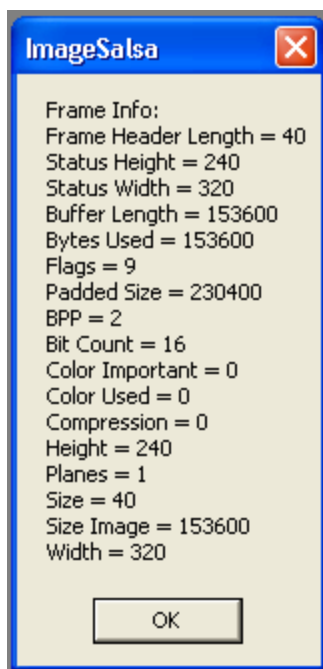 ImageSalsa
Frame Info:
Frame Header Length = 40
Status Height = 240
Status Width = 320
Buffer Length = 153600
Bytes Used = 153600
Flags = 9
Padded Size = 230400
BPP = 2
Bit Count = 16
Color Important = 0
Color Used = 0
Compression = 0
Height = 240
Planes = 1
Size = 40
Size Image = 153600
Width = 320
OK